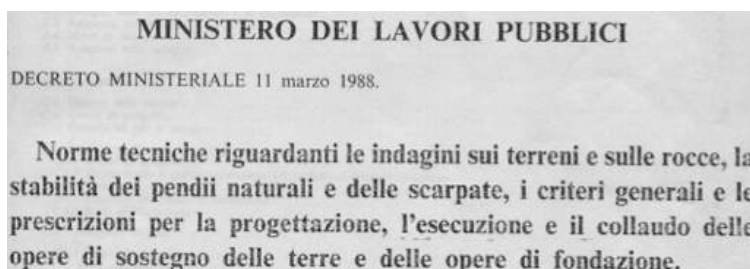 MINISTERO DEI LAVORI PUBBLICI
DECRETO MINISTERIALE 11 marzo 1988.
Norme tecniche riguardanti le indagini sui terreni e sulle rocce, la
stabilità dei pendii naturali e delle scarpate, i criteri generali e le
prescrizioni per la progettazione, l'esecuzione e il collaudo delle
opere di sostegno delle terre e delle opere di fondazione.